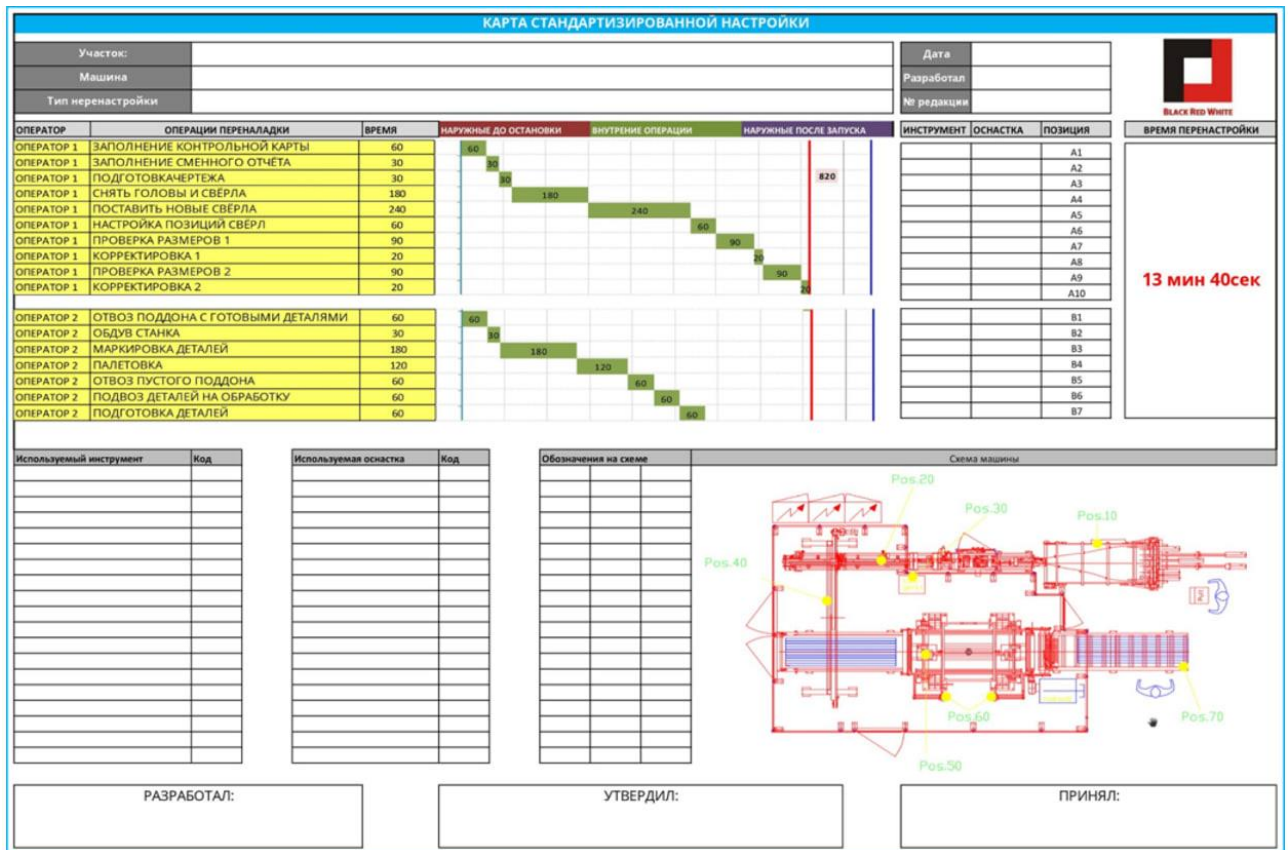 КАРТА СТАНДАРТИЗИРОВАННОЙ НАСТРОЙКИ
Участок:
Машина
Тип неренастройки
Дата
Разработал
№ редакции
BLACK RED WHITE
ОПЕРАТОР ОПЕРАЦИИ ПЕРЕНАЛАДКИ ВРЕМЯ НАРУЖНЫЕ ДО ОСТАНОВКИ ВНУТРЕНИЕ ОПЕРАЦИИ НАРУЖНЫЕ ПОСЛЕ ЗАПУСКА ИНСТРУМЕНТ ОСНАСТКА ПОЗИЦИЯ ВРЕМЯ ПЕРЕНАСТРОЙКИ
ОПЕРАТОР 1 ЗАПОЛНЕНИЕ КОНТРОЛЬНОЙ КАРТЫ 60 60 A1
ОПЕРАТОР 1 ЗАПОЛНЕНИЕ СМЕННОГО ОТЧЁТА 30 30 A2
ОПЕРАТОР 1 ПОДГОТОВКАЧЕРТЕЖА 30 30 820 A3
ОПЕРАТОР 1 СНЯТЬ ГОЛОВЫ И СВЁРЛА 180 180 A4
ОПЕРАТОР 1 ПОСТАВИТЬ НОВЫЕ СВЁРЛА 240 240 A5
ОПЕРАТОР 1 НАСТРОЙКА ПОЗИЦИЙ СВЁРЛ 60 60 A6
ОПЕРАТОР 1 ПРОВЕРКА РАЗМЕРОВ 1 90 90 A7
ОПЕРАТОР 1 КОРРЕКТИРОВКА 1 20 20 A8
ОПЕРАТОР 1 ПРОВЕРКА РАЗМЕРОВ 2 90 90 A9
ОПЕРАТОР 1 КОРРЕКТИРОВКА 2 20 20 A10
13 мин 40сек
ОПЕРАТОР 2 ОТВОЗ ПОДДОНА С ГОТОВЫМИ ДЕТАЛЯМИ 60 60 B1
ОПЕРАТОР 2 ОБДУВ СТАНКА 30 30 B2
ОПЕРАТОР 2 МАРКИРОВКА ДЕТАЛЕЙ 180 180 B3
ОПЕРАТОР 2 ПАЛЕТОВКА 120 120 B4
ОПЕРАТОР 2 ОТВОЗ ПУСТОГО ПОДДОНА 60 60 B5
ОПЕРАТОР 2 ПОДВОЗ ДЕТАЛЕЙ НА ОБРАБОТКУ 60 60 B6
ОПЕРАТОР 2 ПОДГОТОВКА ДЕТАЛЕЙ 60 60 B7
Используемый инструмент Код Используемая оснастка Код Обозначения на схеме Схема машины
Pos.20
Pos.30
Pos.10
Pos.40
Pos.60
Pos.70
Pos.50
РАЗРАБОТАЛ: УТВЕРДИЛ: ПРИНЯЛ: